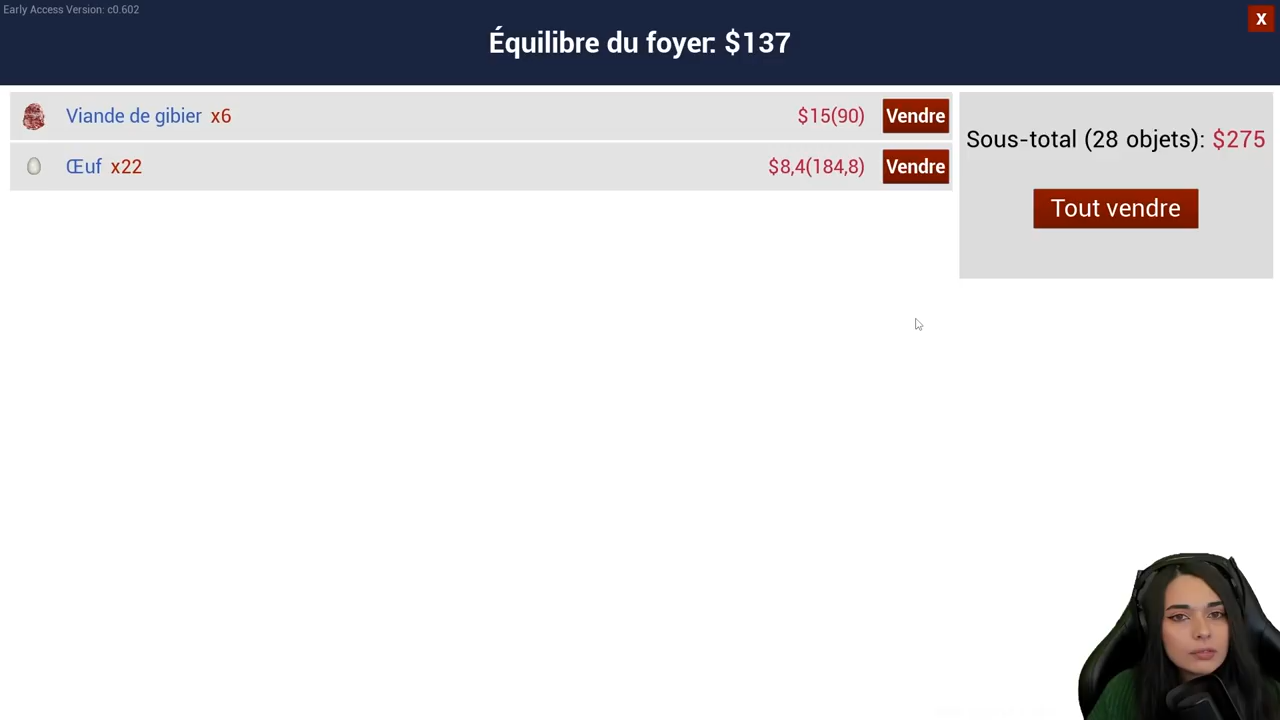 Early Access Version: c0.602
X
Équilibre du foyer: $137
Viande de gibier x6 $15(90) Vendre
Œuf x22 $8,4(184,8) Vendre
Sous-total (28 objets): $275
Tout vendre